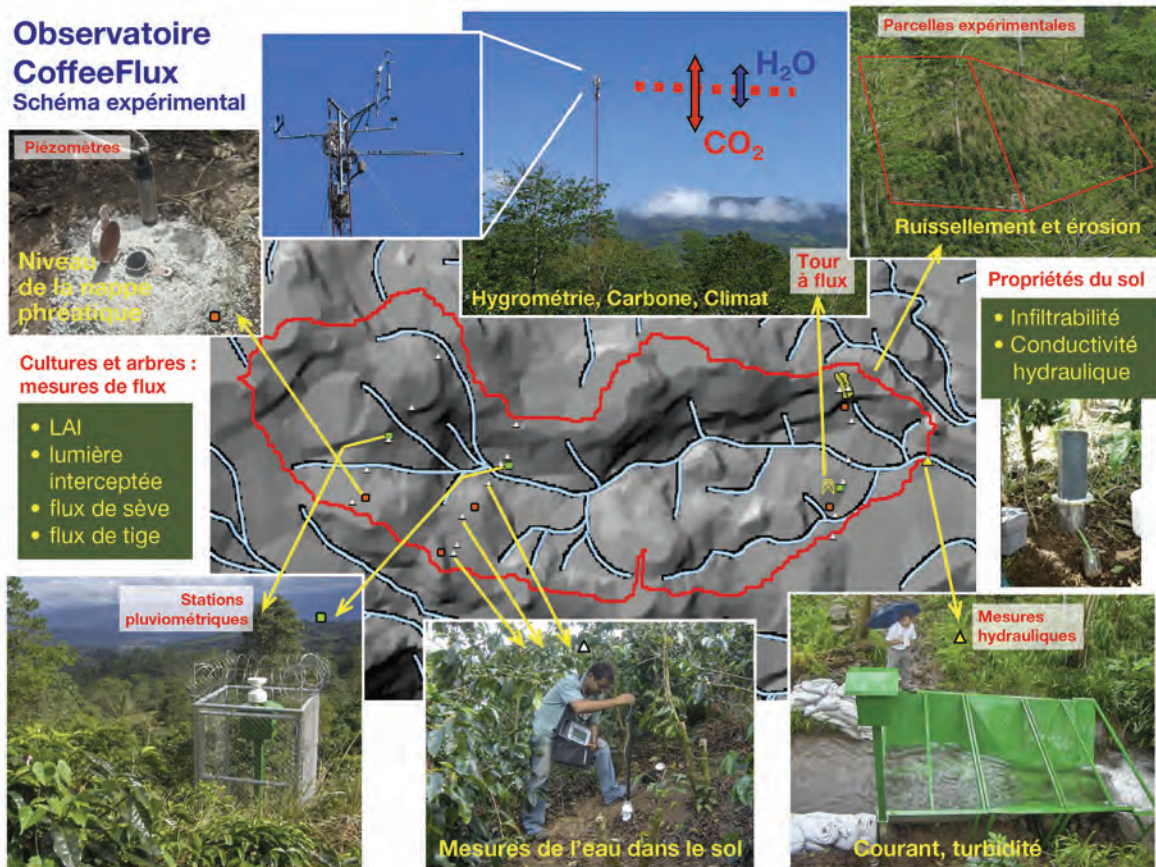 Observatoire
CoffeeFlux
Schéma expérimental
H₂O
CO₂
Hygrométrie, Carbone, Climat
Tour
à flux
Parcelles expérimentales
Ruissellement et érosion
Piézomètres
Niveau
de la nappe
phréatique
Propriétés du sol
• Infiltrabilité
• Conductivité
hydraulique
Cultures et arbres :
mesures de flux
• LAI
• lumière
interceptée
• flux de sève
• flux de tige
Stations
pluviométriques
Mesures de l'eau dans le sol
Mesures
hydrauliques
Courant, turbidité